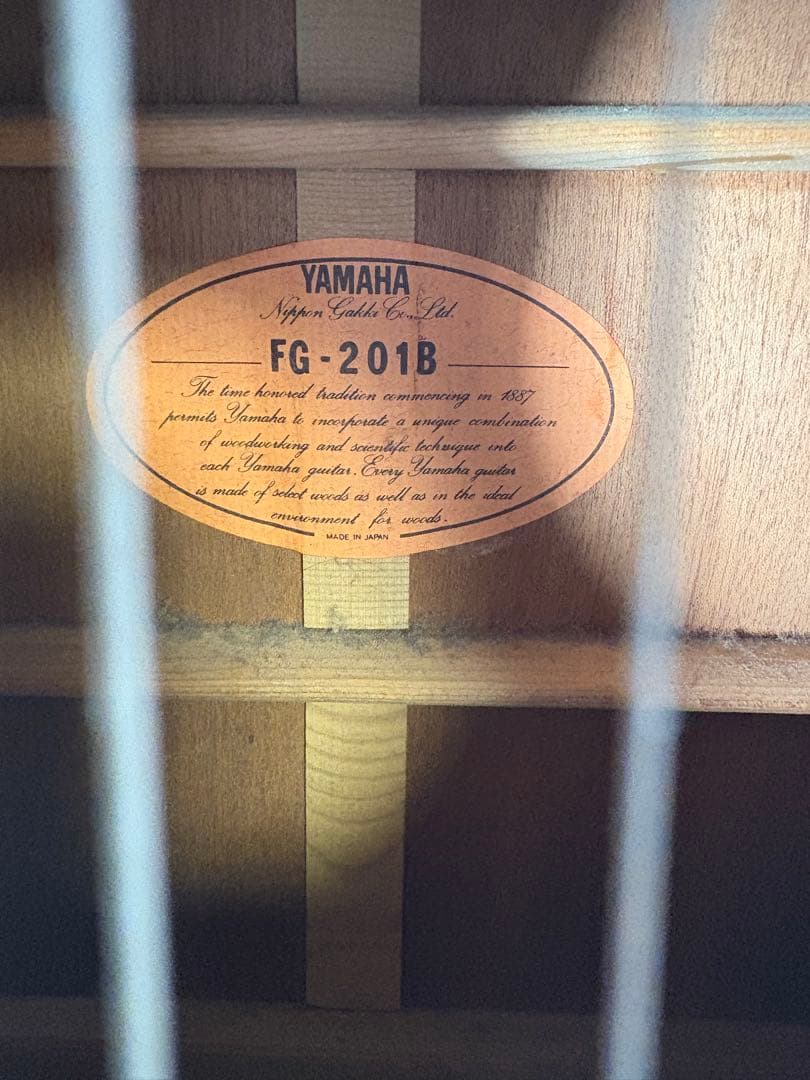 YAMAHA
Nippon Gakki Co., Ltd.
FG-201B
The time honored tradition commencing in 1887
permits Yamaha to incorporate a unique combination
of woodworking and scientific technique into
each Yamaha guitar. Every Yamaha guitar
is made of select woods as well as in the ideal
environment for woods.
MADE IN JAPAN